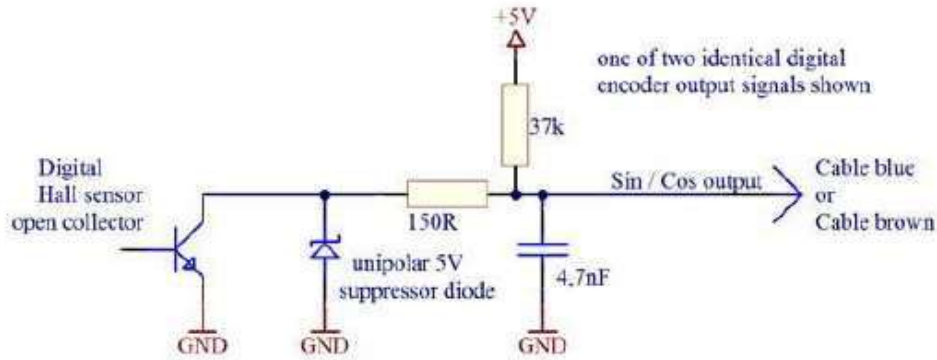 +5V
one of two identical digital
encoder output signals shown
37k
Digital
Hall sensor
open collector
Sin / Cos output
Cable blue
or
Cable brown
150R
unipolar 5V
suppressor diode
4,7nF
GND
GND
GND